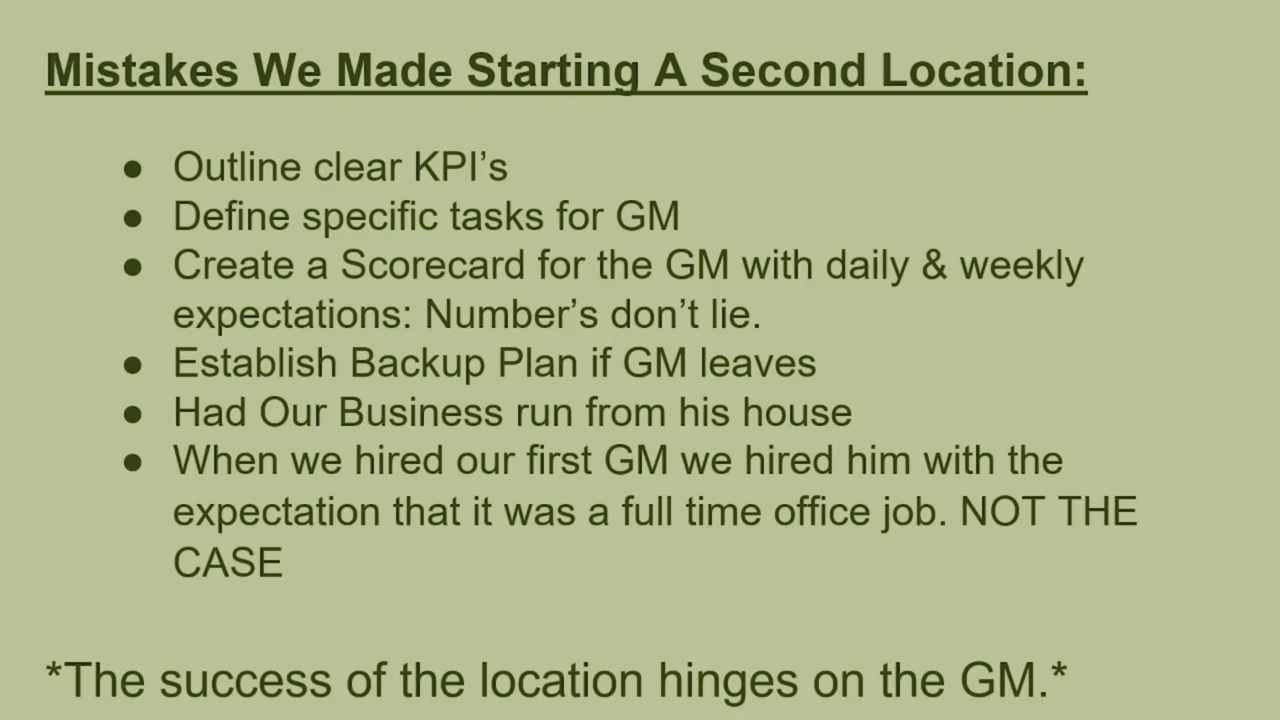 Mistakes We Made Starting A Second Location:
● Outline clear KPI’s
● Define specific tasks for GM
● Create a Scorecard for the GM with daily & weekly
expectations: Number’s don’t lie.
● Establish Backup Plan if GM leaves
● Had Our Business run from his house
● When we hired our first GM we hired him with the
expectation that it was a full time office job. NOT THE
CASE
*The success of the location hinges on the GM.*